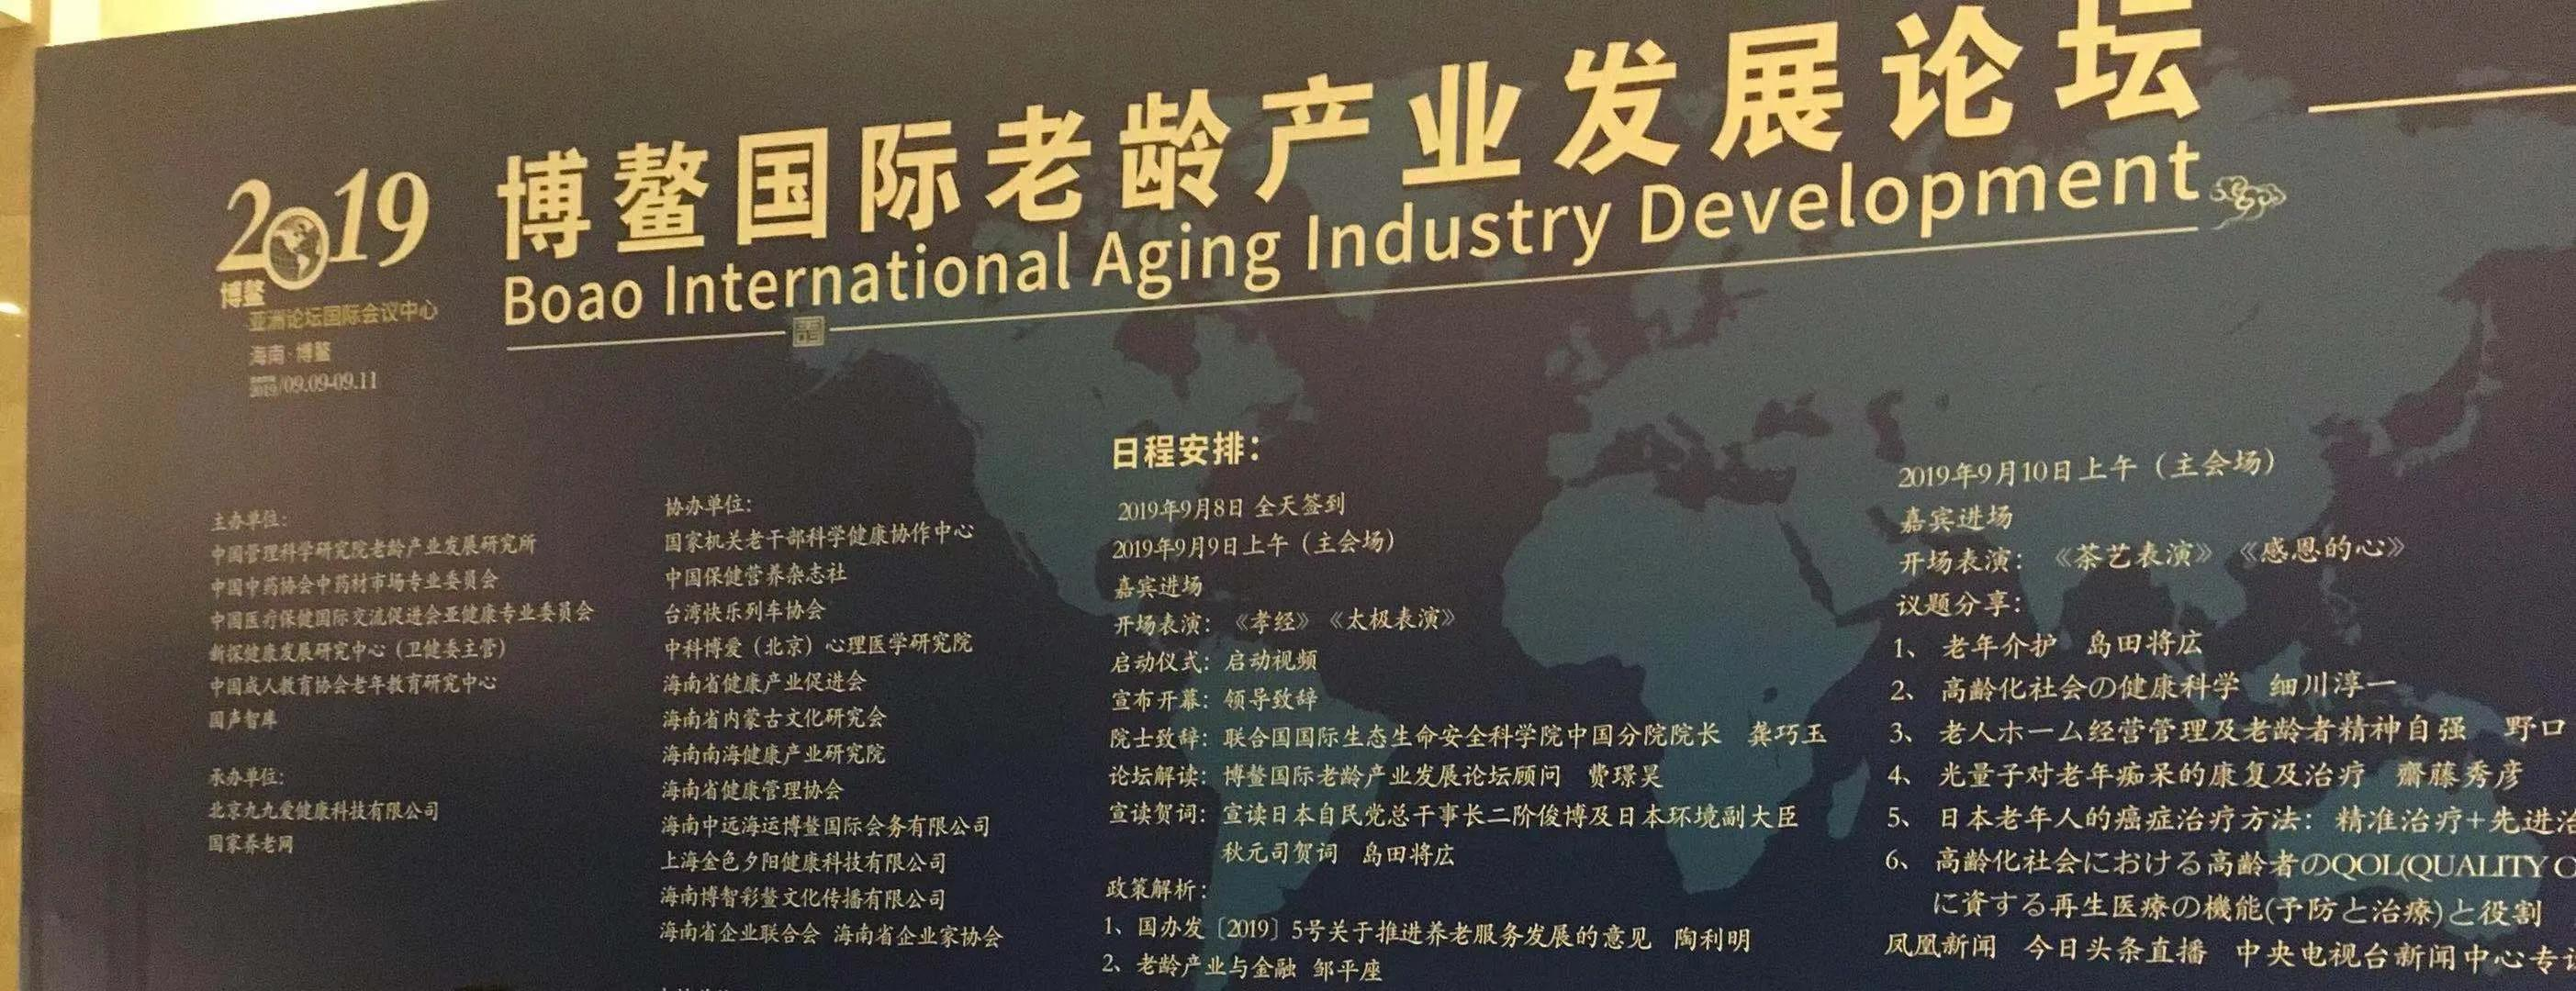 2019
博鳌
亚洲论坛国际会议中心
海南·博鳌
2019/09.09-09.11
博鳌国际老龄产业发展论坛
Boao International Aging Industry Development
主办单位：
中国管理科学研究院老龄产业发展研究所
中国中药协会中药材市场专业委员会
中国医疗保健国际交流促进会亚健康专业委员会
新探健康发展研究中心（卫健委主管）
中国成人教育协会老年教育研究中心
国声智库
承办单位：
北京九九爱健康科技有限公司
国家养老网
协办单位：
国家机关老干部科学健康协作中心
中国保健营养杂志社
台湾快乐列车协会
中科博爱（北京）心理医学研究院
海南省健康产业促进会
海南省内蒙古文化研究会
海南南海健康产业研究院
海南省健康管理协会
海南中远海运博鳌国际会务有限公司
上海金色夕阳健康科技有限公司
海南博智彩鳌文化传播有限公司
海南省企业联合会 海南省企业家协会
日程安排：
2019年9月8日 全天签到
2019年9月9日上午（主会场）
嘉宾进场
开场表演：《孝经》《太极表演》
启动仪式：启动视频
宣布开幕：领导致辞
院士致辞：联合国国际生态生命安全科学院中国分院院长 龚巧玉
论坛解读：博鳌国际老龄产业发展论坛顾问 费璟昊
宣读贺词：宣读日本自民党总干事长二阶俊博及日本环境副大臣
秋元司贺词 岛田将広
政策解析：
1、国办发〔2019〕5号关于推进养老服务发展的意见 陶利明
2、老龄产业与金融 邹平座
2019年9月10日上午（主会场）
嘉宾进场
开场表演：《茶艺表演》《感恩的心》
议题分享：
1、老年介护 岛田将広
2、高齢化社会の健康科学 细川淳一
3、老人ホーム经营管理及老龄者精神自强 野口
4、光量子对老年痴呆的康复及治疗 齋藤秀彦
5、日本老年人的癌症治疗方法：精准治疗+先进
6、高齢化社会における高齢者のQOL(QUALITY
に資する再生医療の機能(予防と治療)と役割
凤凰新闻 今日头条直播 中央电视台新闻中心专